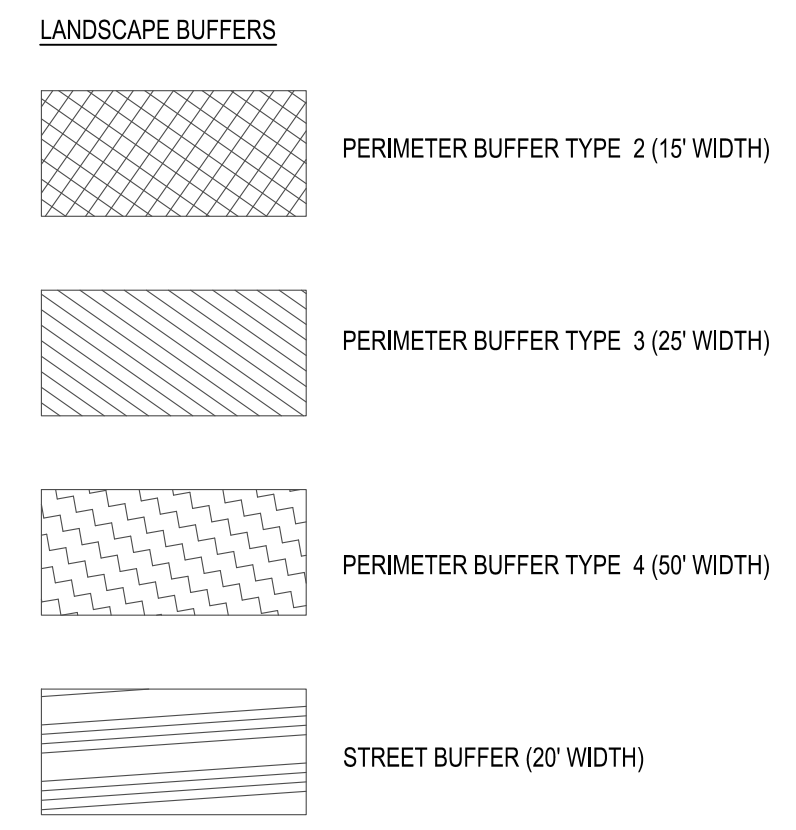 LANDSCAPE BUFFERS
PERIMETER BUFFER TYPE 2 (15' WIDTH)
PERIMETER BUFFER TYPE 3 (25' WIDTH)
PERIMETER BUFFER TYPE 4 (50' WIDTH)
STREET BUFFER (20' WIDTH)